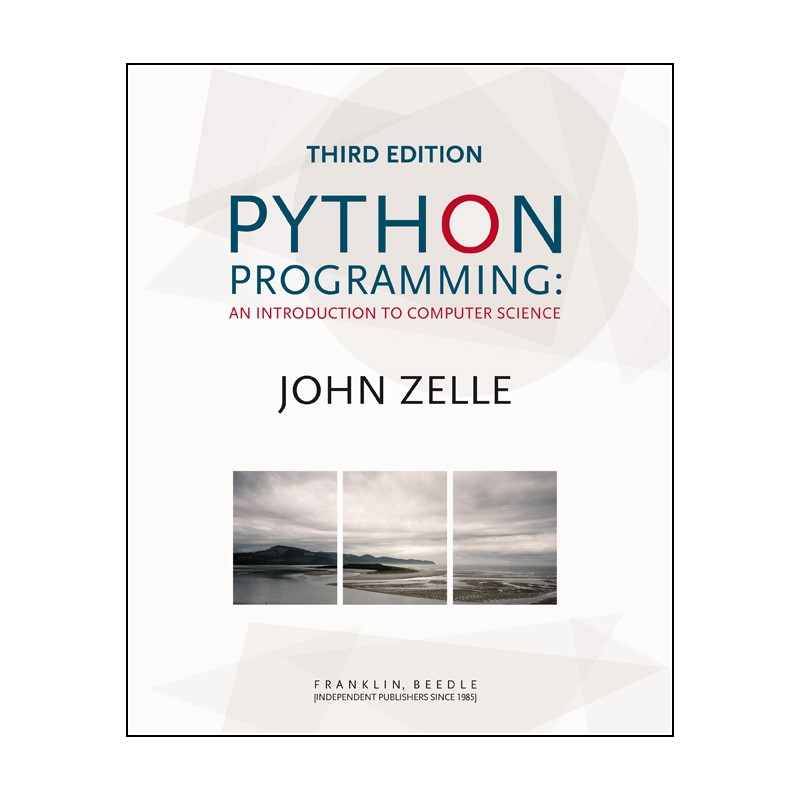 THIRD EDITION
PYTHON
PROGRAMMING:
AN INTRODUCTION TO COMPUTER SCIENCE
JOHN ZELLE
FRANKLIN, BEEDLE
[INDEPENDENT PUBLISHERS SINCE 1985]